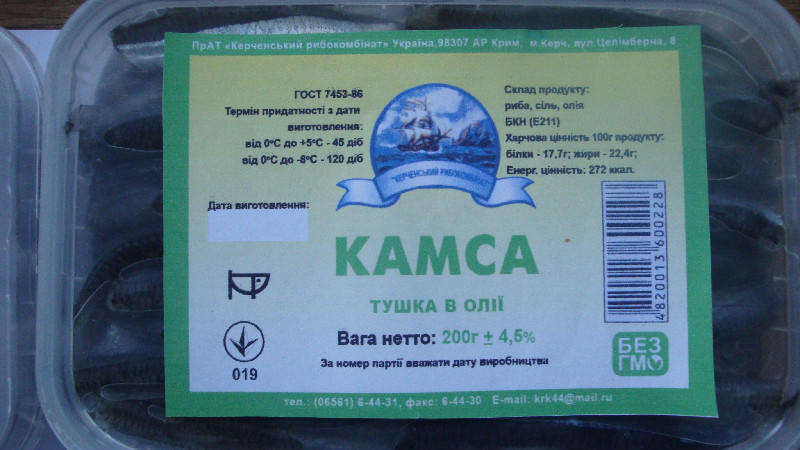 ПрАТ «Керченський рибокомбінат» Україна,98307 АР Крим, м.Керч, вул.Целімберна, 8
ГОСТ 7453-86
Термін придатності з дати
виготовлення:
від 0ºС до +5ºС - 45 діб
від 0ºС до -8ºС - 120 діб
Дата виготовлення:
"КЕРЧЕНСЬКИЙ РИБОКОМБІНАТ"
Склад продукту:
риба, сіль, олія
БКН (Е211)
Харчова цінність 100г продукту:
Білки - 17,7г; жири - 22,4г;
Енерг. цінність: 272 ккал.
КАМСА
ТУШКА В ОЛІЇ
Вага нетто: 200г ± 4,5%
За номер партії вважати дату виробництва
019
4820013600228
БЕЗ
ГМО
тел.: (06561) 6-44-31, факс: 6-44-30 E-mail: krk44@mail.ru